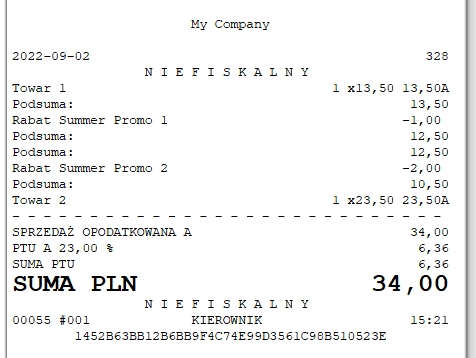 My Company
2022-09-02 328
N I E F I S K A L N Y
Towar 1 1 x13,50 13,50A
Podsuma: 13,50
Rabat Summer Promo 1 -1,00
Podsuma: 12,50
Podsuma: 12,50
Rabat Summer Promo 2 -2,00
Podsuma: 10,50
Towar 2 1 x23,50 23,50A
- - - - - - - - - - - - - - - - - - - - - - - - - - - -
SPRZEDAŻ OPODATKOWANA A 34,00
PTU A 23,00 % 6,36
SUMA PTU 6,36
SUMA PLN 34,00
N I E F I S K A L N Y
00055 #001 KIEROWNIK 15:21
1452B63BB12B6BB9F4C74E99D3561C98B510523E